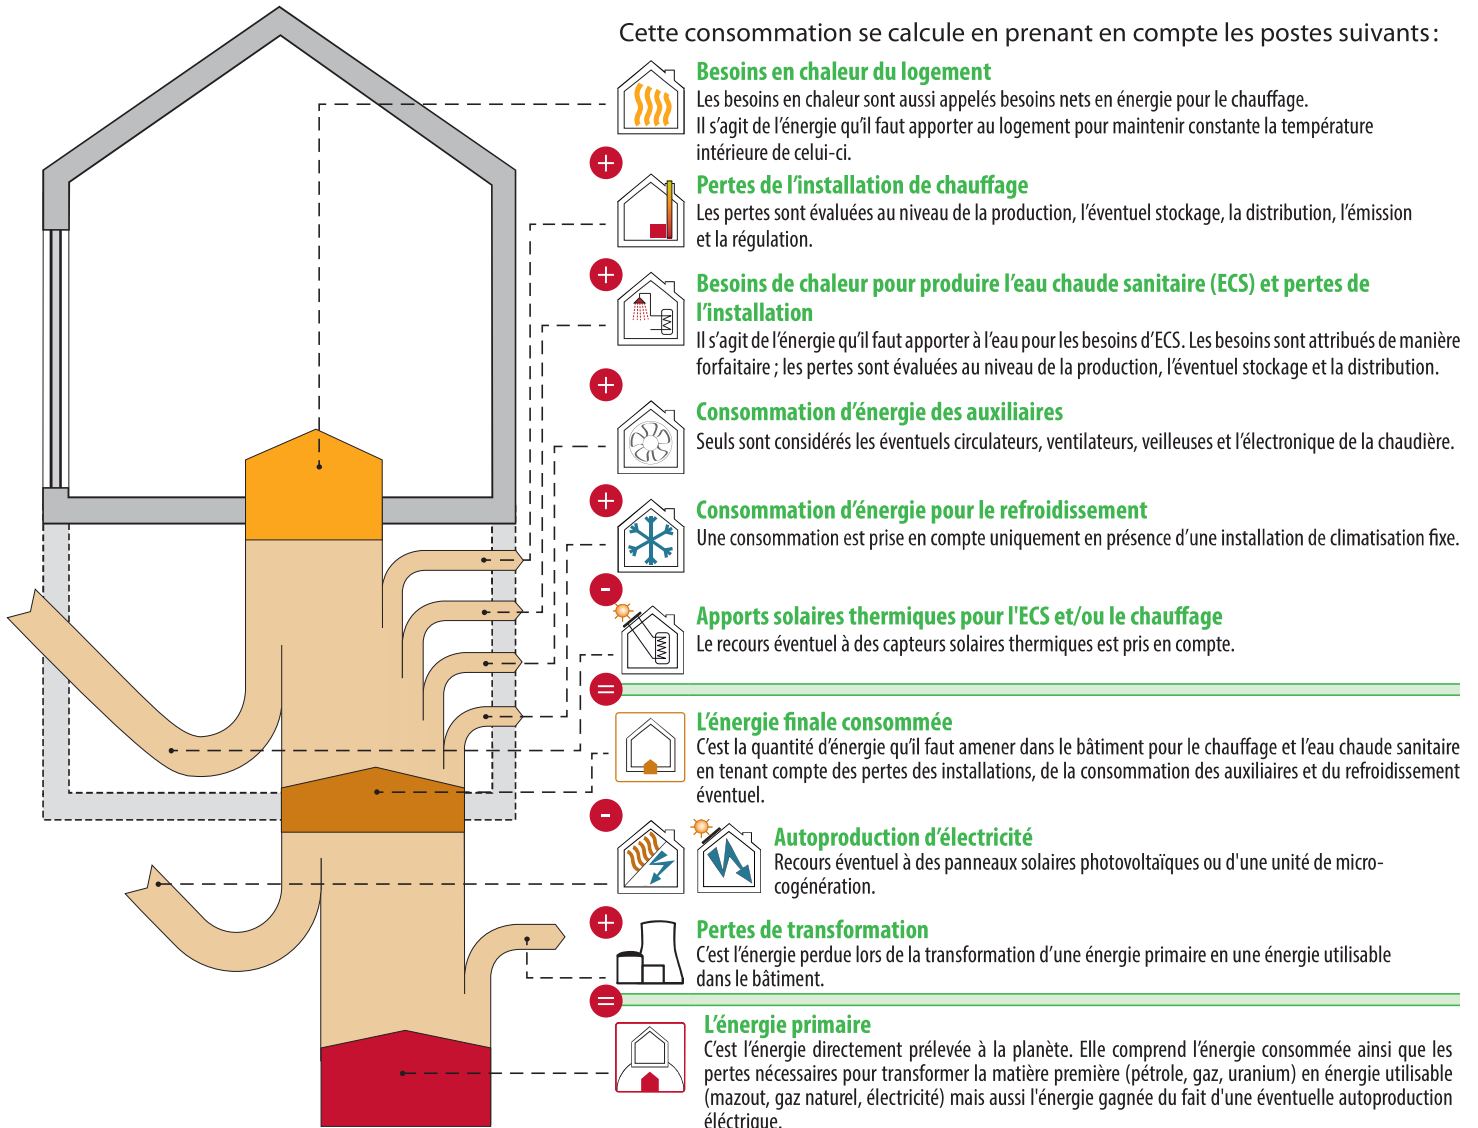 Cette consommation se calcule en prenant en compte les postes suivants :
Besoins en chaleur du logement
Les besoins en chaleur sont aussi appelés besoins nets en énergie pour le chauffage.
Il s’agit de l’énergie qu’il faut apporter au logement pour maintenir constante la température
intérieure de celui-ci.
+
Pertes de l’installation de chauffage
Les pertes sont évaluées au niveau de la production, l’éventuel stockage, la distribution, l’émission
et la régulation.
+
Besoins de chaleur pour produire l’eau chaude sanitaire (ECS) et pertes de
l’installation
Il s’agit de l’énergie qu’il faut apporter à l’eau pour les besoins d’ECS. Les besoins sont attribués de manière
forfaitaire ; les pertes sont évaluées au niveau de la production, l’éventuel stockage et la distribution.
+
Consommation d’énergie des auxiliaires
Seuls sont considérés les éventuels circulateurs, ventilateurs, veilleuses et l’électronique de la chaudière.
+
Consommation d’énergie pour le refroidissement
Une consommation est prise en compte uniquement en présence d’une installation de climatisation fixe.
-
Apports solaires thermiques pour l'ECS et/ou le chauffage
Le recours éventuel à des capteurs solaires thermiques est pris en compte.
=
L’énergie finale consommée
C’est la quantité d’énergie qu’il faut amener dans le bâtiment pour le chauffage et l’eau chaude sanitaire
en tenant compte des pertes des installations, de la consommation des auxiliaires et du refroidissement
éventuel.
-
Autoproduction d’électricité
Recours éventuel à des panneaux solaires photovoltaïques ou d'une unité de micro-
cogénération.
+
Pertes de transformation
C’est l’énergie perdue lors de la transformation d’une énergie primaire en une énergie utilisable
dans le bâtiment.
=
L’énergie primaire
C’est l’énergie directement prélevée à la planète. Elle comprend l’énergie consommée ainsi que les
pertes nécessaires pour transformer la matière première (pétrole, gaz, uranium) en énergie utilisable
(mazout, gaz naturel, électricité) mais aussi l'énergie gagnée du fait d'une éventuelle autoproduction
éléctrique.